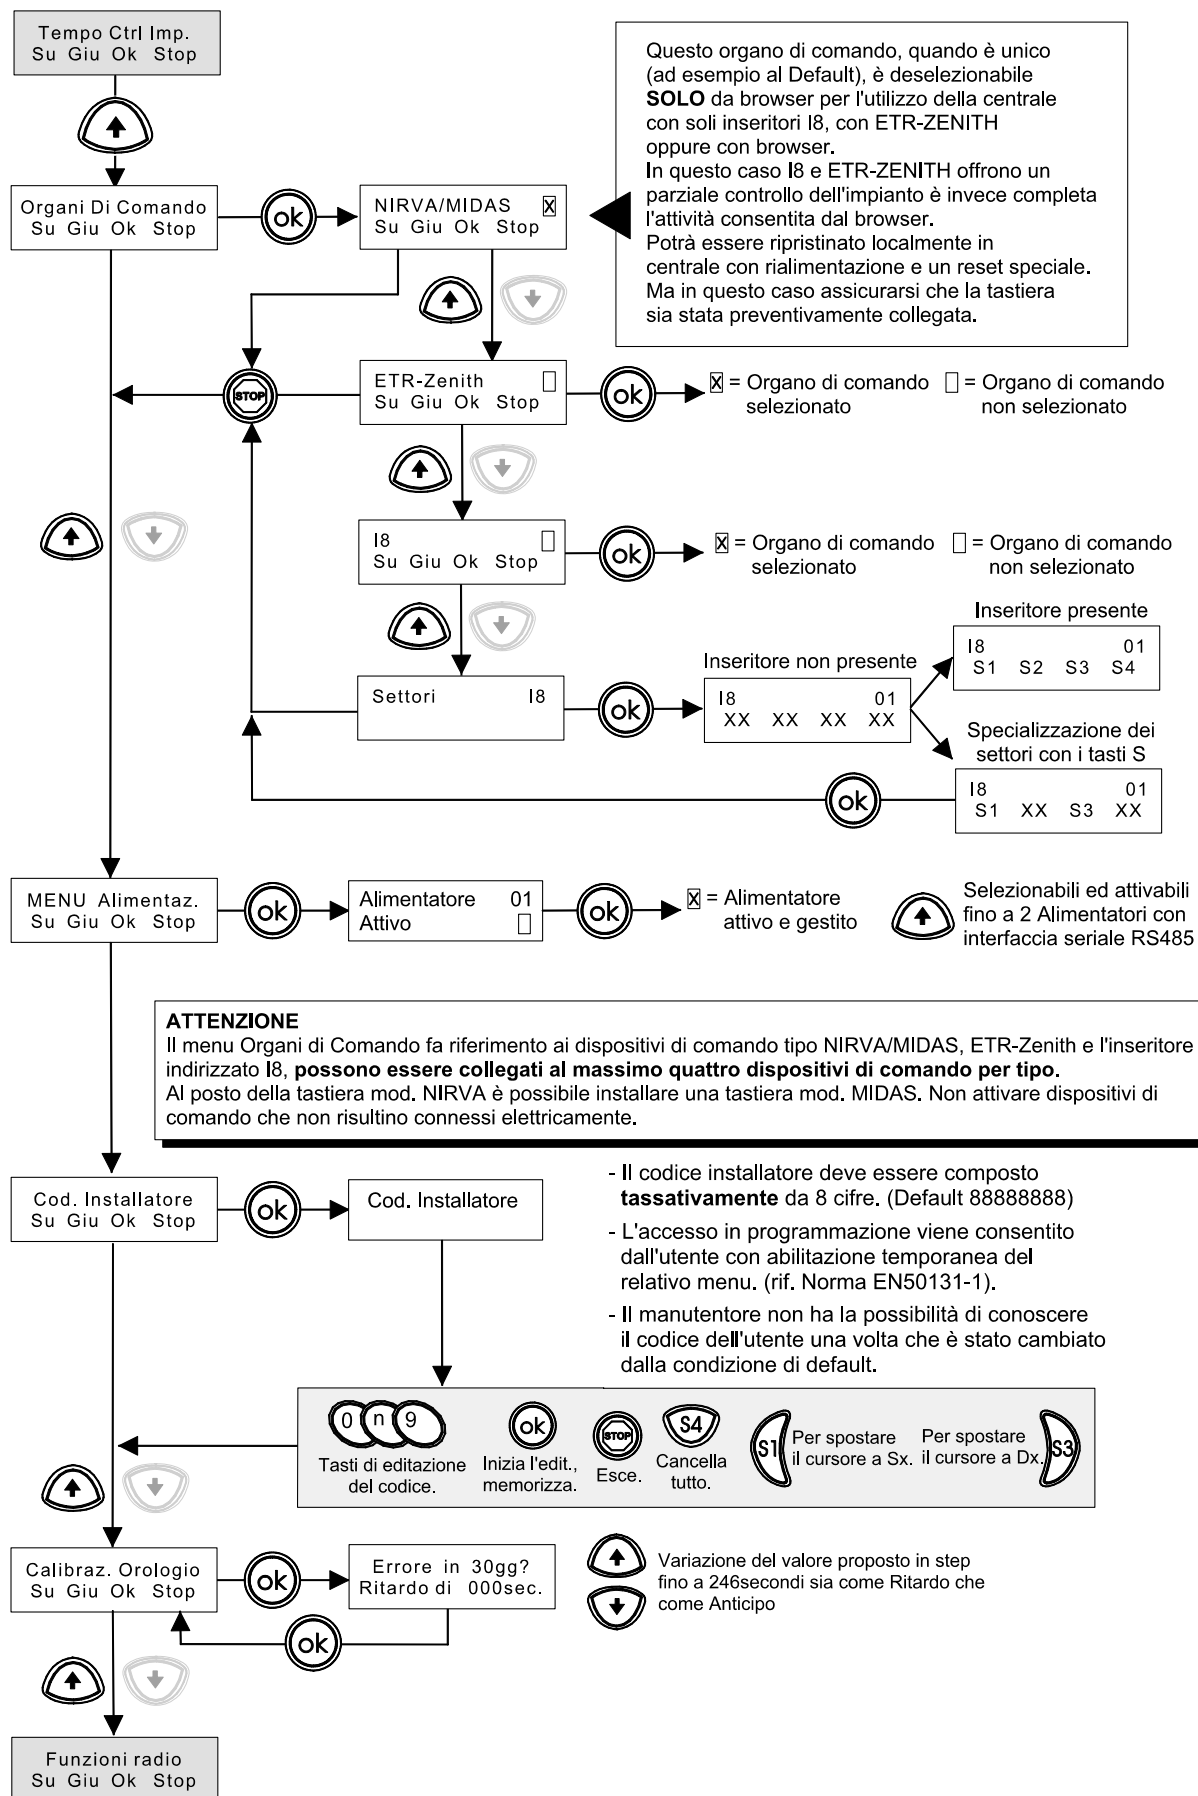 Tempo Ctrl Imp.
Su Giu Ok Stop
Questo organo di comando, quando è unico
(ad esempio al Default), è deselezionabile
SOLO da browser per l'utilizzo della centrale
con soli inseritori I8, con ETR-ZENITH
oppure con browser.
In questo caso I8 e ETR-ZENITH offrono un
parziale controllo dell'impianto è invece completa
l'attività consentita dal browser.
Potrà essere ripristinato localmente in
centrale con rialimentazione e un reset speciale.
Ma in questo caso assicurarsi che la tastiera
sia stata preventivamente collegata.
Organi Di Comando
Su Giu Ok Stop
ok
NIRVA/MIDAS X
Su Giu Ok Stop
STOP
ETR-Zenith
Su Giu Ok Stop
ok
X = Organo di comando
selezionato
= Organo di comando
non selezionato
I8
Su Giu Ok Stop
ok
X = Organo di comando
selezionato
= Organo di comando
non selezionato
Settori I8
ok
Inseritore non presente
I8 01
XX XX XX XX
Inseritore presente
I8 01
S1 S2 S3 S4
Specializzazione dei
settori con i tasti S
I8 01
S1 XX S3 XX
ok
MENU Alimentaz.
Su Giu Ok Stop
ok
Alimentatore 01
Attivo
ok
X = Alimentatore
attivo e gestito
Selezionabili ed attivabili
fino a 2 Alimentatori con
interfaccia seriale RS485
ATTENZIONE
Il menu Organi di Comando fa riferimento ai dispositivi di comando tipo NIRVA/MIDAS, ETR-Zenith e l'inseritore
indirizzato I8, possono essere collegati al massimo quattro dispositivi di comando per tipo.
Al posto della tastiera mod. NIRVA è possibile installare una tastiera mod. MIDAS. Non attivare dispositivi di
comando che non risultino connessi elettricamente.
Cod. Installatore
Su Giu Ok Stop
ok
Cod. Installatore
- Il codice installatore deve essere composto
tassativamente da 8 cifre. (Default 88888888)
- L'accesso in programmazione viene consentito
dall'utente con abilitazione temporanea del
relativo menu. (rif. Norma EN50131-1).
- Il manutentore non ha la possibilità di conoscere
il codice dell'utente una volta che è stato cambiato
dalla condizione di default.
0 n 9
Tasti di editazione
del codice.
ok
Inizia l'edit.,
memorizza.
STOP
Esce.
S4
Cancella
tutto.
S1
Per spostare
il cursore a Sx.
Per spostare
il cursore a Dx.
S3
Calibraz. Orologio
Su Giu Ok Stop
ok
Errore in 30gg?
Ritardo di 000sec.
ok
Variazione del valore proposto in step
fino a 246secondi sia come Ritardo che
come Anticipo
Funzioni radio
Su Giu Ok Stop